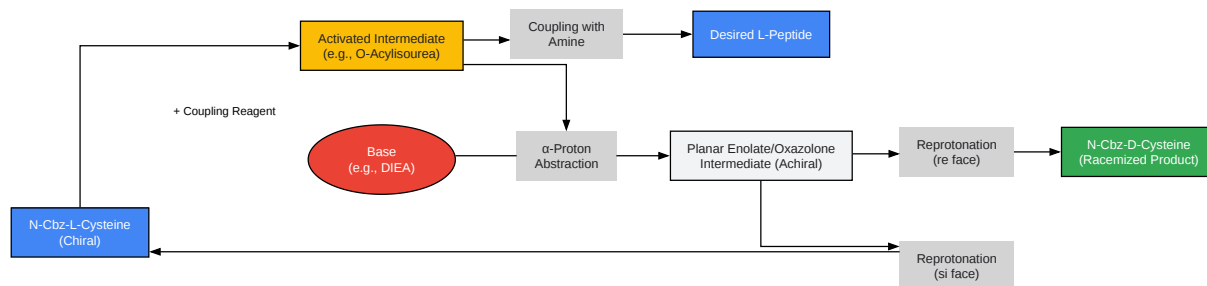 Activated Intermediate
(e.g., O-Acylisourea)
Coupling with
Amine
Desired L-Peptide
+ Coupling Reagent
Base
(e.g., DIEA)
α-Proton
Abstraction
Planar Enolate/Oxazolone
Intermediate (Achiral)
Reprotonation
(re face)
N-Cbz-D-Cysteine
(Racemized Product)
N-Cbz-L-Cysteine
(Chiral)
Reprotonation
(si face)